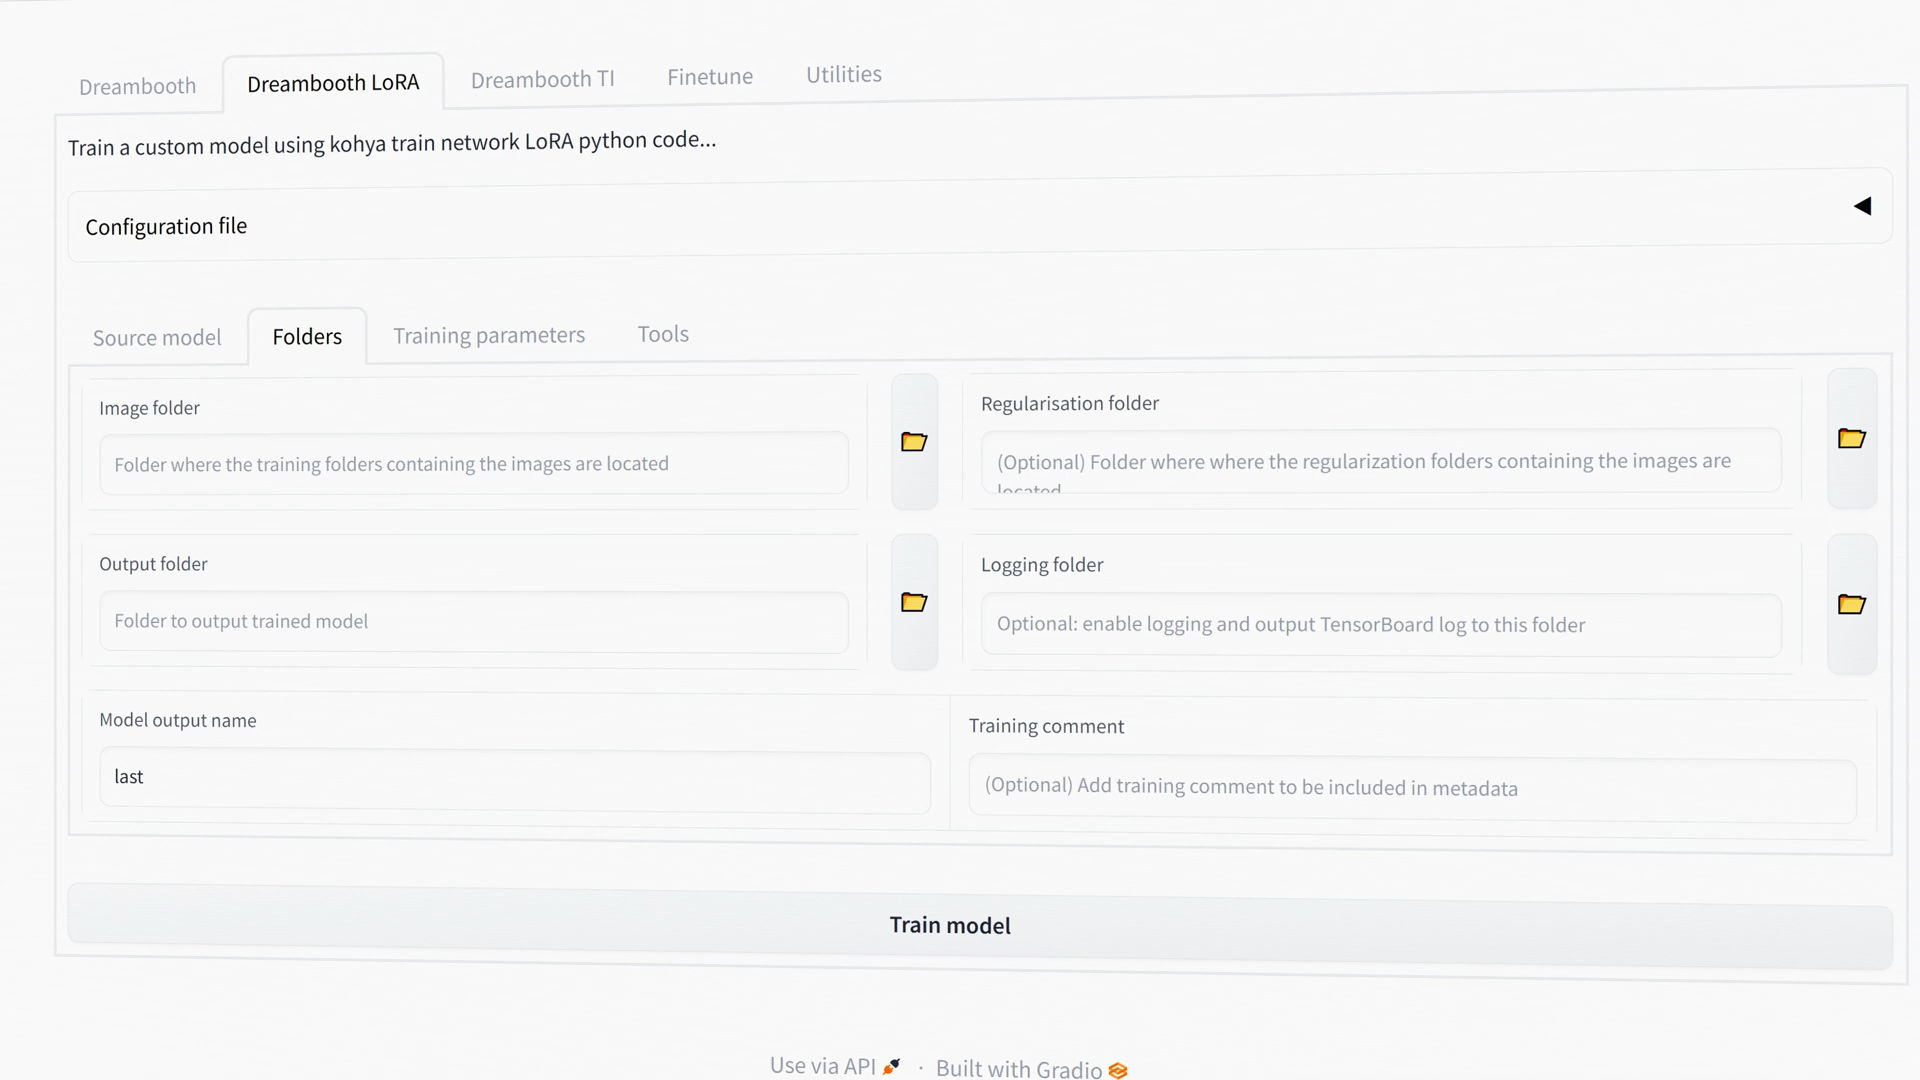 Dreambooth
Dreambooth LoRA
Dreambooth TI
Finetune
Utilities
Train a custom model using kohya train network LoRA python code...
Configuration file
Source model
Folders
Training parameters
Tools
Image folder
Folder where the training folders containing the images are located
Regularisation folder
(Optional) Folder where where the regularization folders containing the images are
located
Output folder
Folder to output trained model
Logging folder
Optional: enable logging and output TensorBoard log to this folder
Model output name
last
Training comment
(Optional) Add training comment to be included in metadata
Train model
Use via API · Built with Gradio